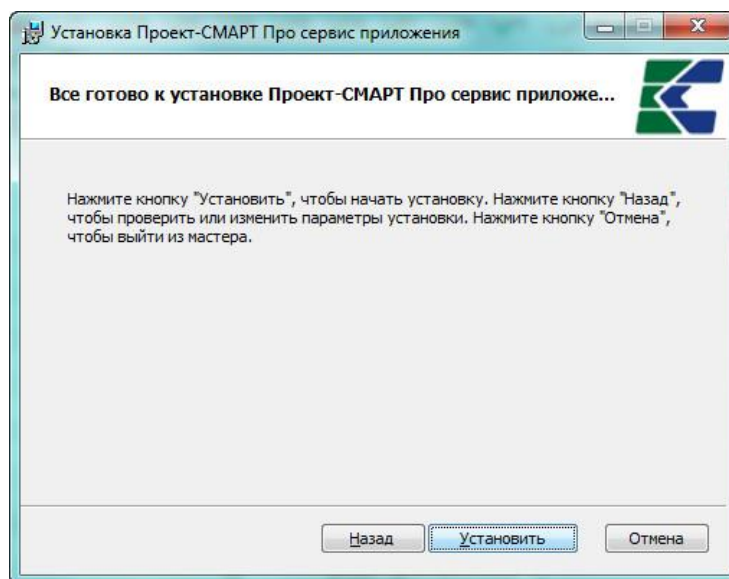 Установка Проект-СМАРТ Про сервис приложения
Все готово к установке Проект-СМАРТ Про сервис приложе...
Нажмите кнопку "Установить", чтобы начать установку. Нажмите кнопку "Назад",
чтобы проверить или изменить параметры установки. Нажмите кнопку "Отмена",
чтобы выйти из мастера.
Назад Установить Отмена